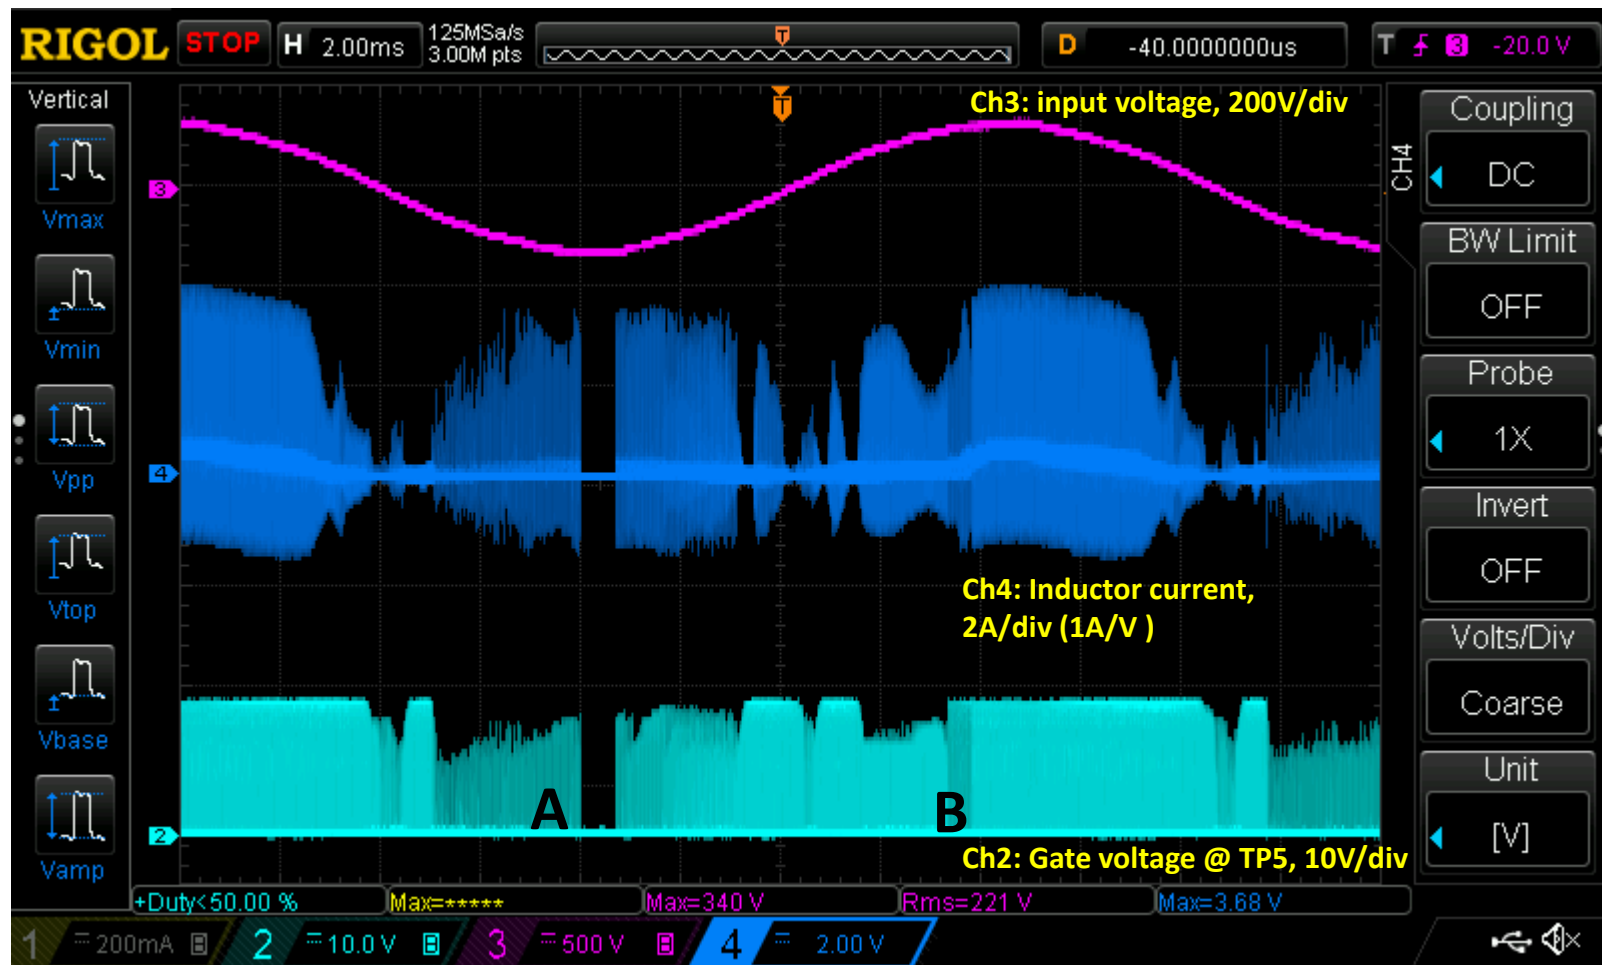 RIGOL STOP H 2.00ms 125MSa/s D -40.0000000us T 3 -20.0 V
3.00M pts
T
Vertical
Vmax
Vmin
Vpp
Vtop
Vbase
Vamp
T
Ch3: input voltage, 200V/div
3
4
Ch4: Inductor current,
2A/div (1A/V )
A
B
2
Ch2: Gate voltage @ TP5, 10V/div
CH4
Coupling
DC
BW Limit
OFF
Probe
1X
Invert
OFF
Volts/Div
Coarse
Unit
[V]
+Duty<50.00 % Max=***** Max=340 V Rms=221 V Max=3.68 V
1 200mA B 2 10.0 V B 3 500 V B 4 2.00 V